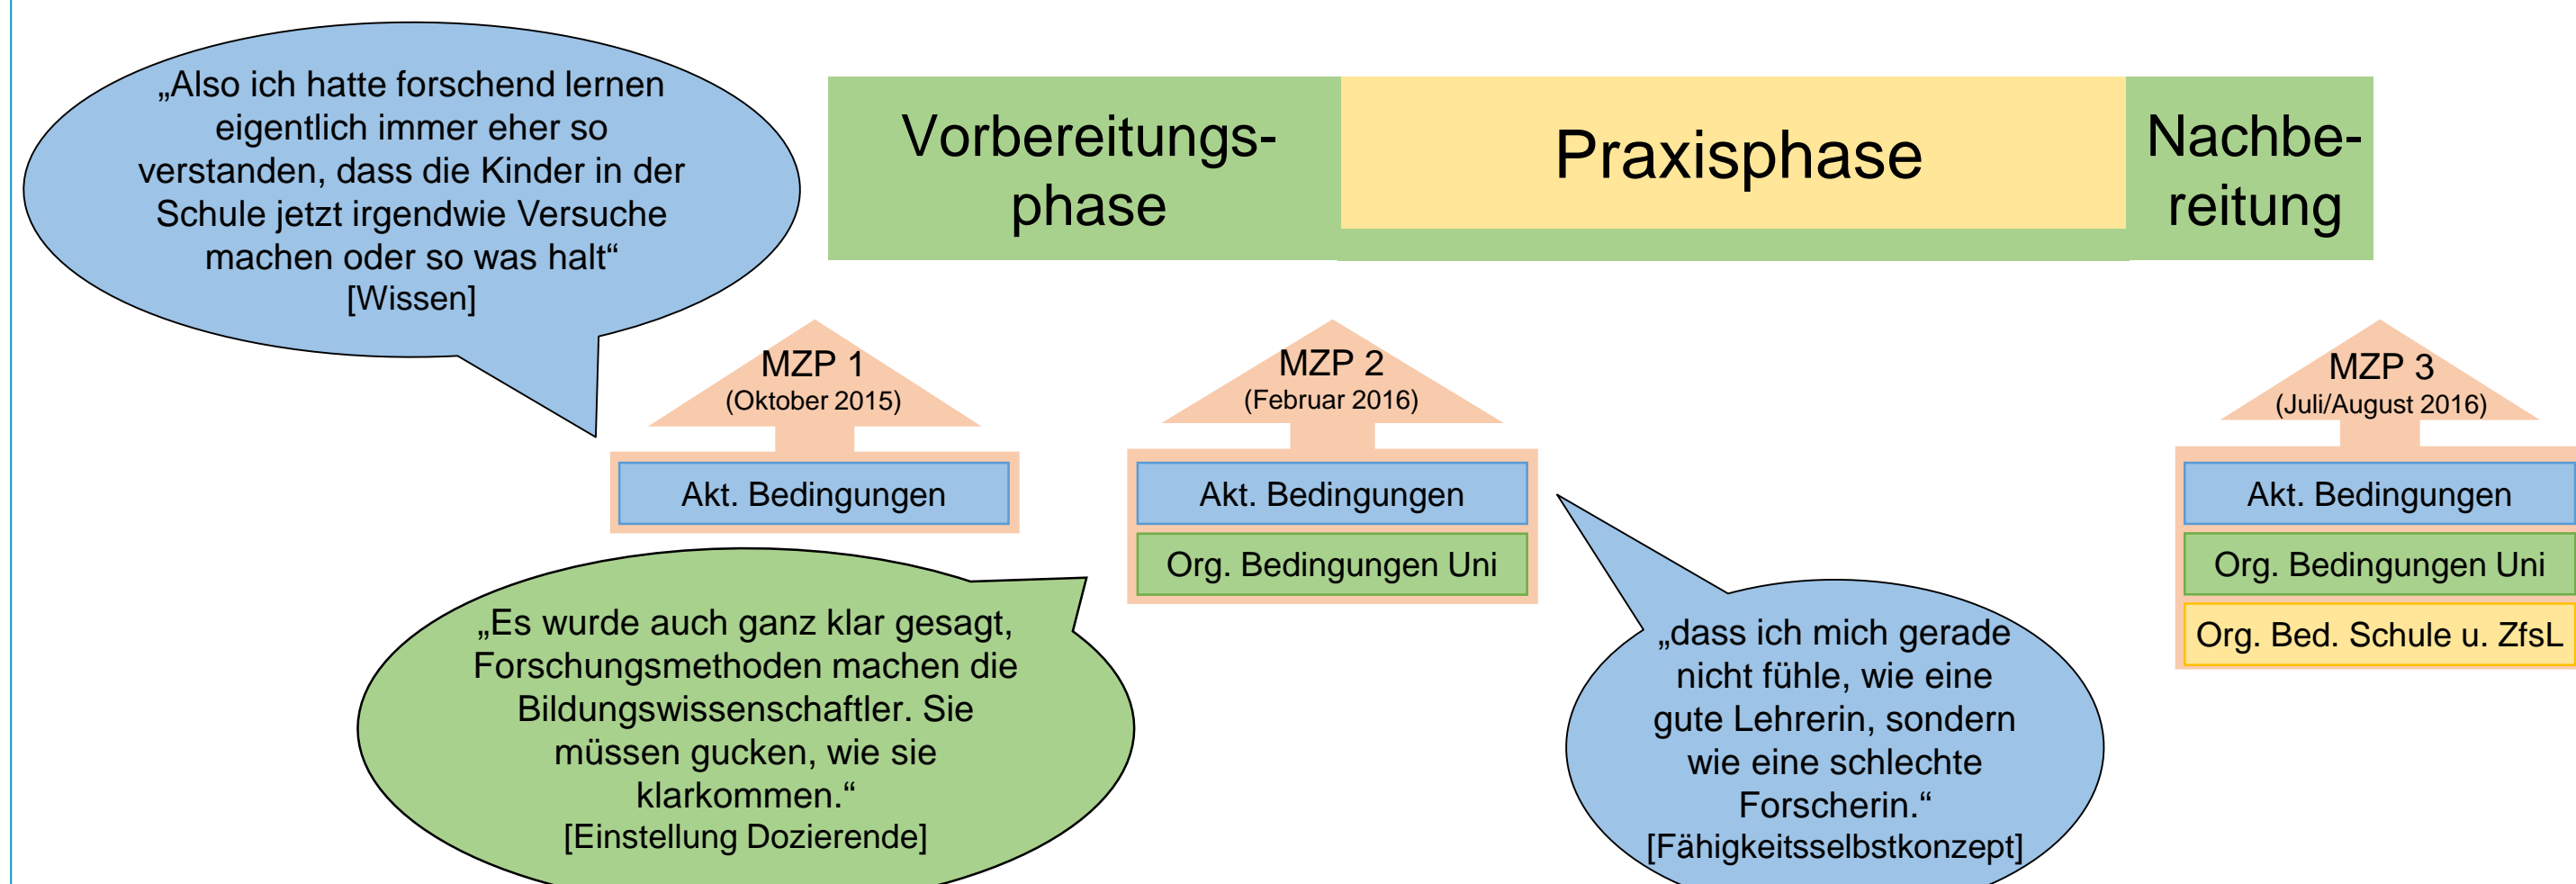 „Also ich hatte forschend lernen
eigentlich immer eher so
verstanden, dass die Kinder in der
Schule jetzt irgendwie Versuche
machen oder so was halt“
[Wissen]
Vorbereitungs-
phase
Praxisphase
Nachbe-
reitung
MZP 1
(Oktober 2015)
Akt. Bedingungen
MZP 2
(Februar 2016)
Akt. Bedingungen
Org. Bedingungen Uni
MZP 3
(Juli/August 2016)
Akt. Bedingungen
Org. Bedingungen Uni
Org. Bed. Schule u. ZfsL
„Es wurde auch ganz klar gesagt,
Forschungsmethoden machen die
Bildungswissenschaftler. Sie
müssen gucken, wie sie
klarkommen.“
[Einstellung Dozierende]
„dass ich mich gerade
nicht fühle, wie eine
gute Lehrerin, sondern
wie eine schlechte
Forscherin.“
[Fähigkeitsselbstkonzept]